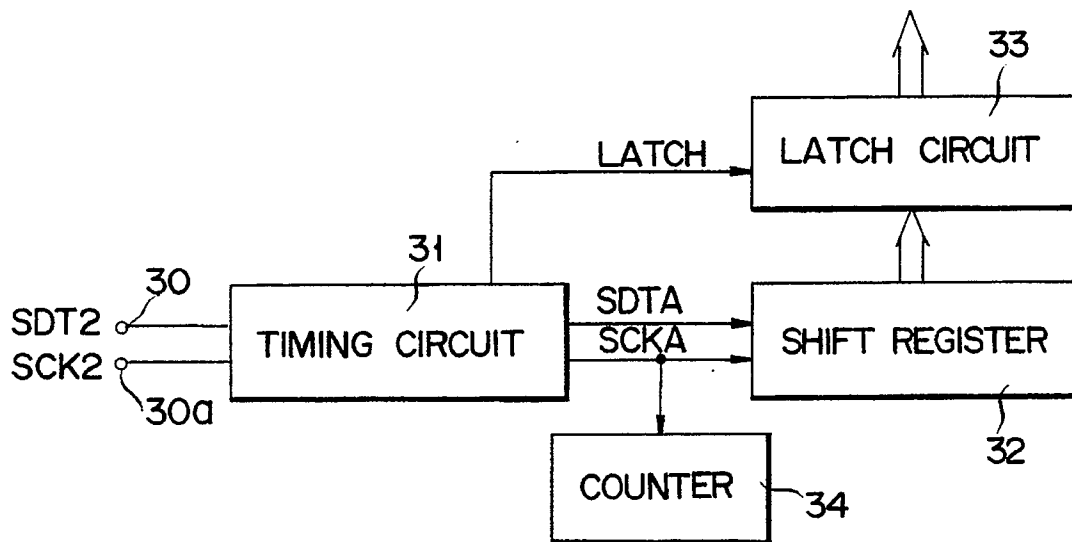 33
LATCH
LATCH CIRCUIT
31
SDT2
30
TIMING CIRCUIT
SDTA
SCKA
SHIFT REGISTER
SCK2
30a
32
COUNTER
34